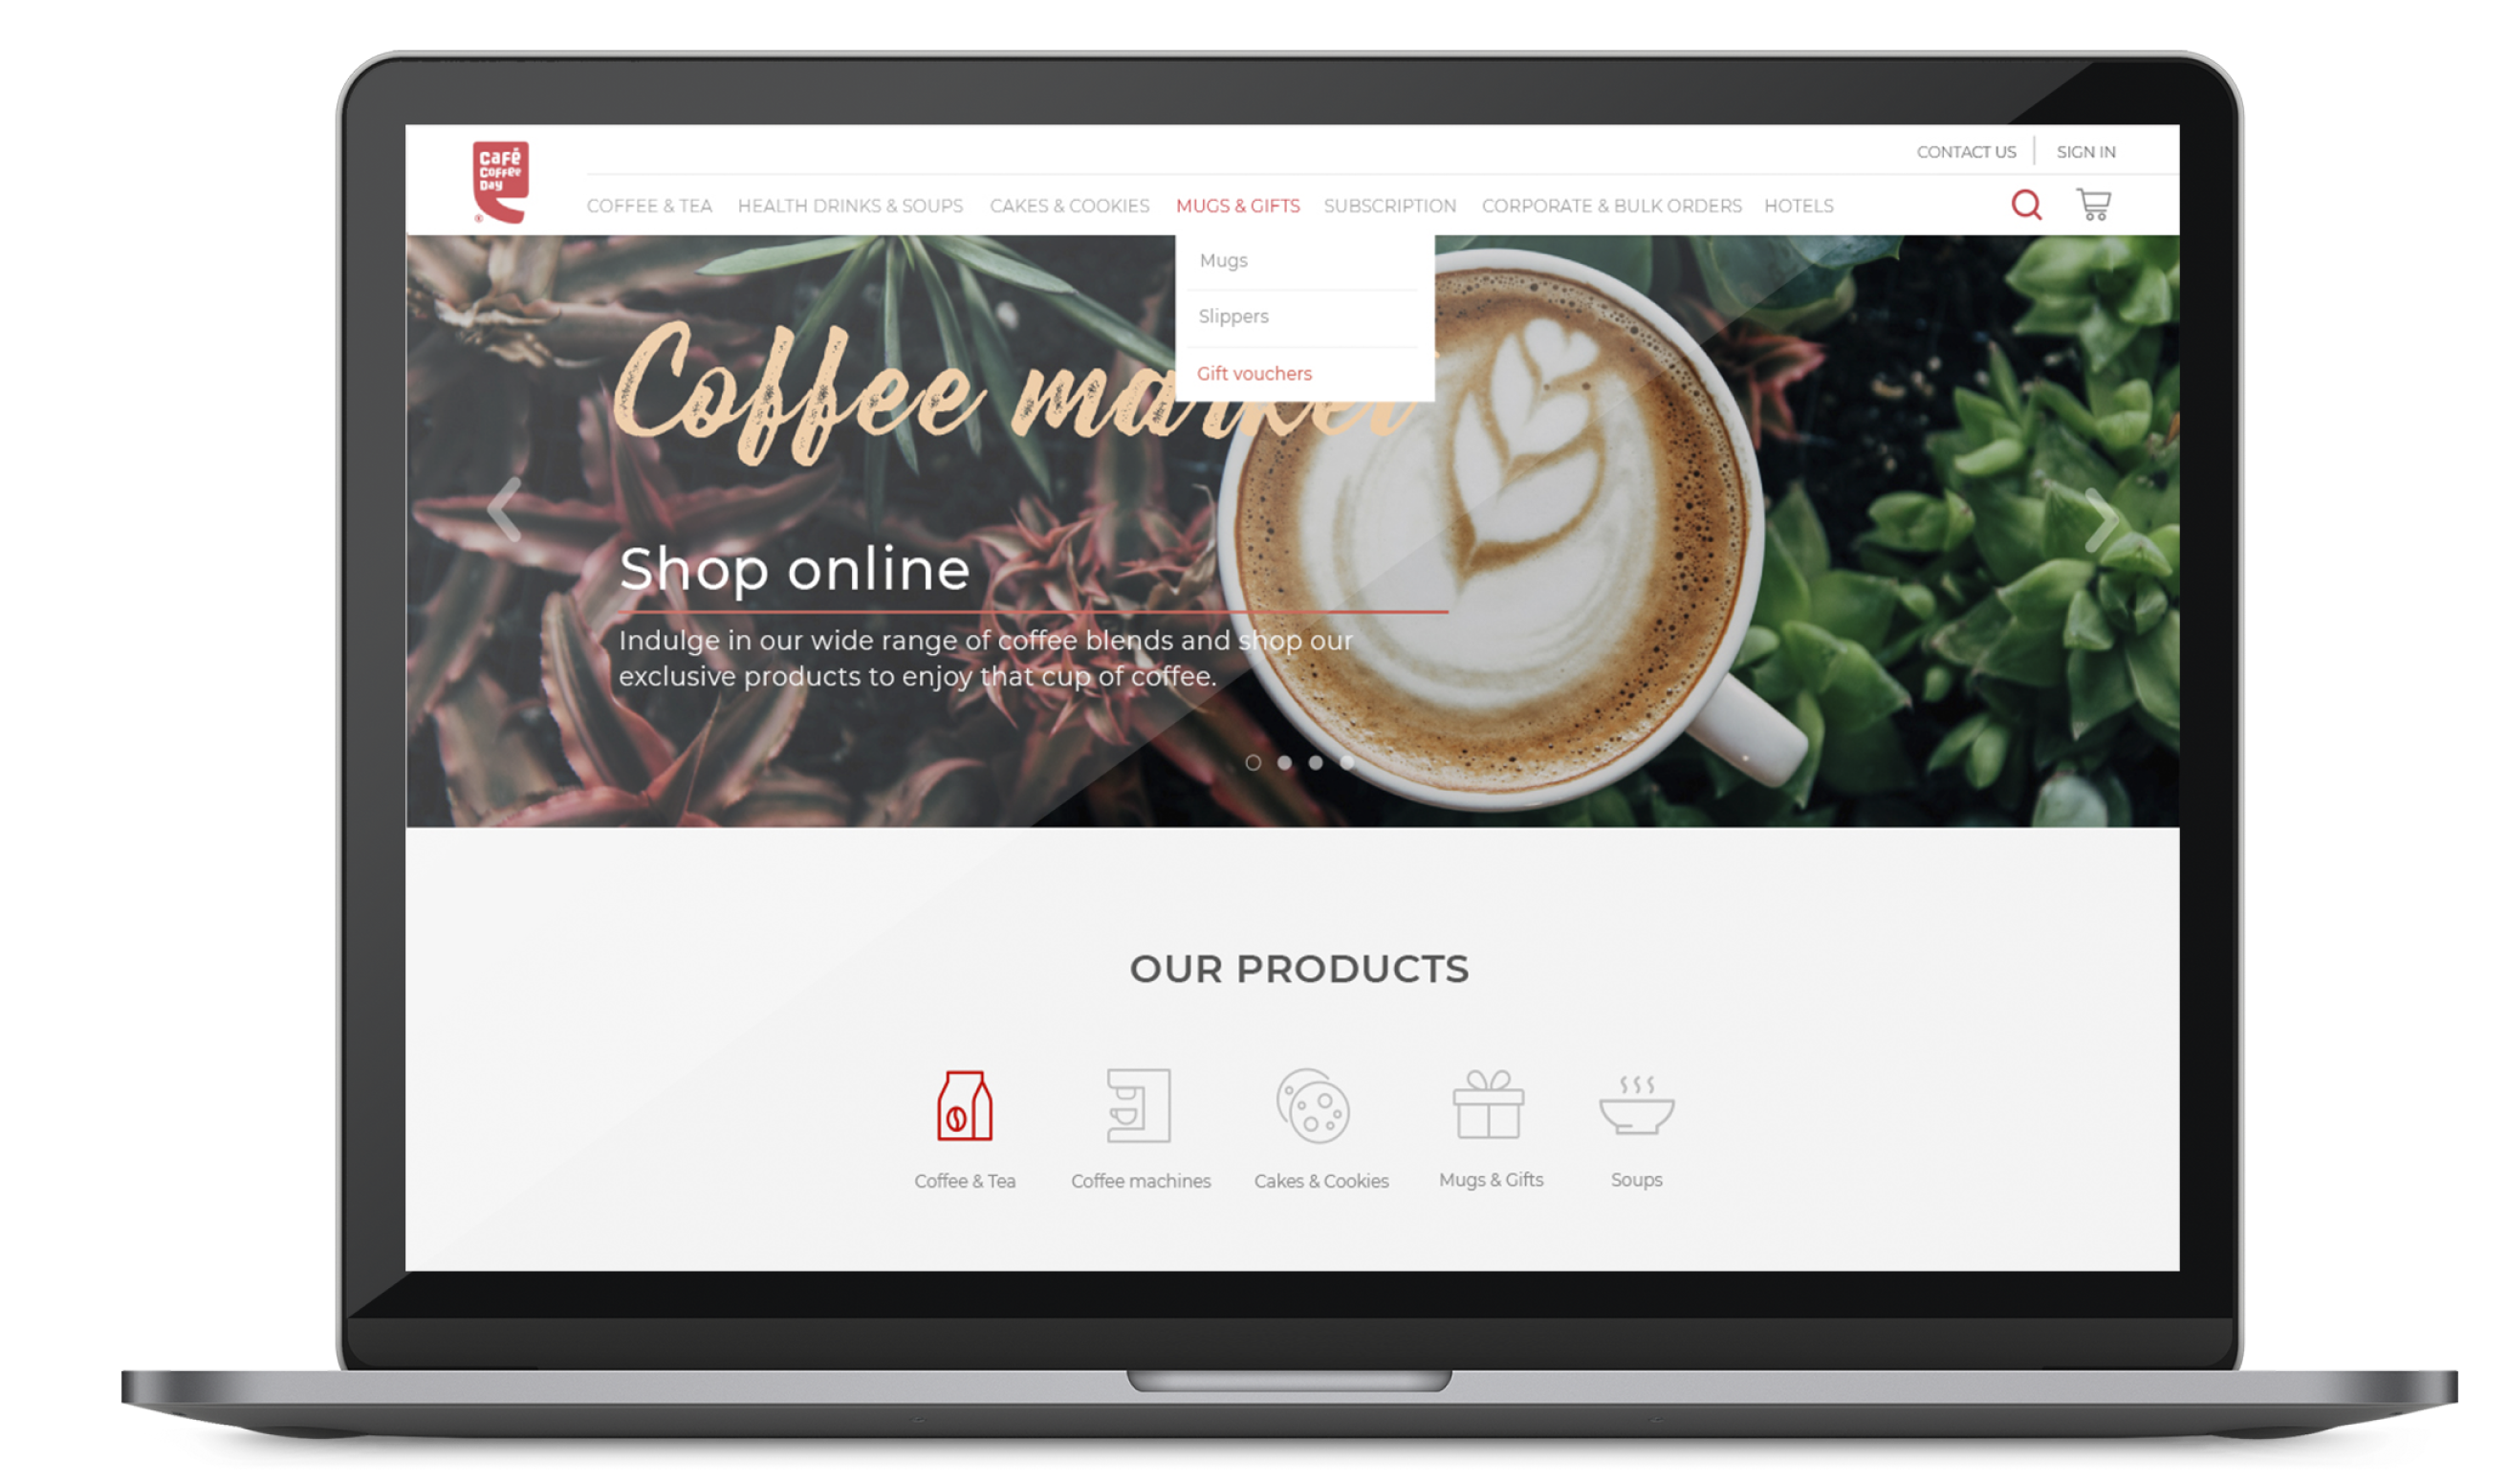 Café
Coffee
Day
®
CONTACT US
SIGN IN
COFFEE & TEA
HEALTH DRINKS & SOUPS
CAKES & COOKIES
MUGS & GIFTS
SUBSCRIPTION
CORPORATE & BULK ORDERS
HOTELS
Mugs
Slippers
Gift vouchers
Coffee market
Shop online
Indulge in our wide range of coffee blends and shop our
exclusive products to enjoy that cup of coffee.
OUR PRODUCTS
Coffee & Tea
Coffee machines
Cakes & Cookies
Mugs & Gifts
Soups